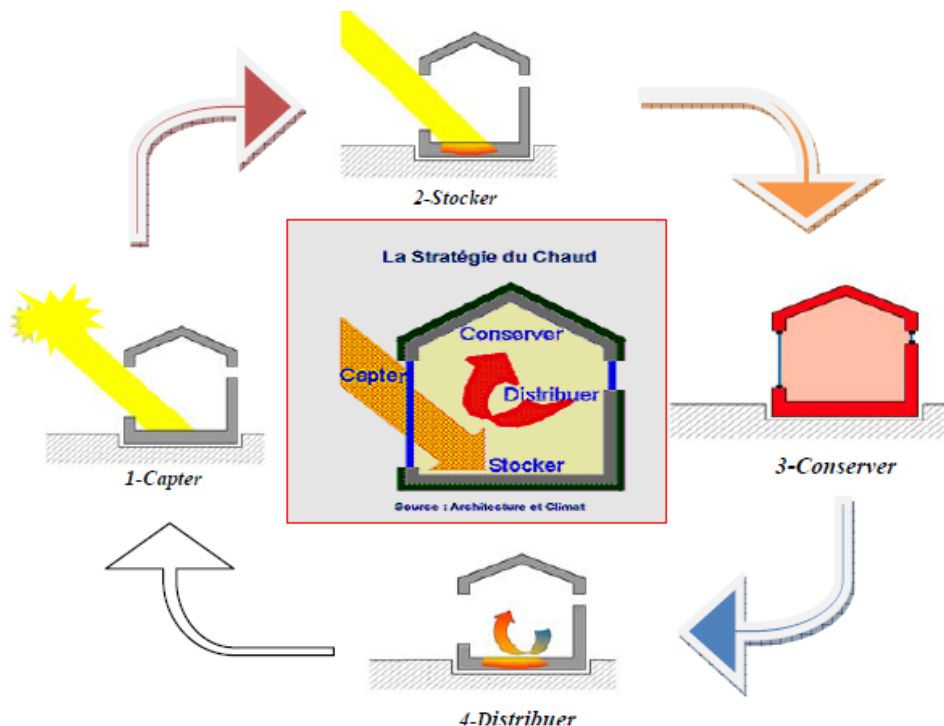 2-Stocker
La Stratégie du Chaud
Conserver
Capter
Distribuer
Stocker
Source : Architecture et Climat
1-Capter
3-Conserver
4-Distribuer